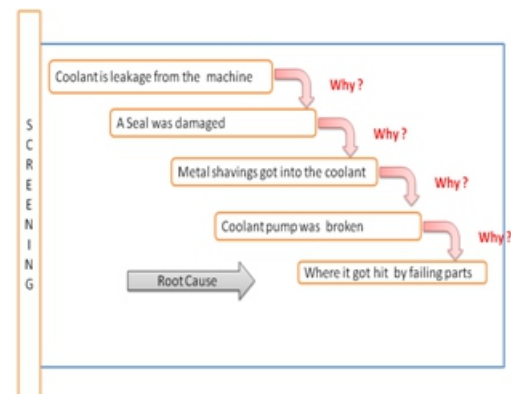 SCREENING
Coolant is leakage from the machine
Why ?
A Seal was damaged
Why ?
Metal shavings got into the coolant
Why ?
Coolant pump was broken
Why ?
Where it got hit by failing parts
Root Cause